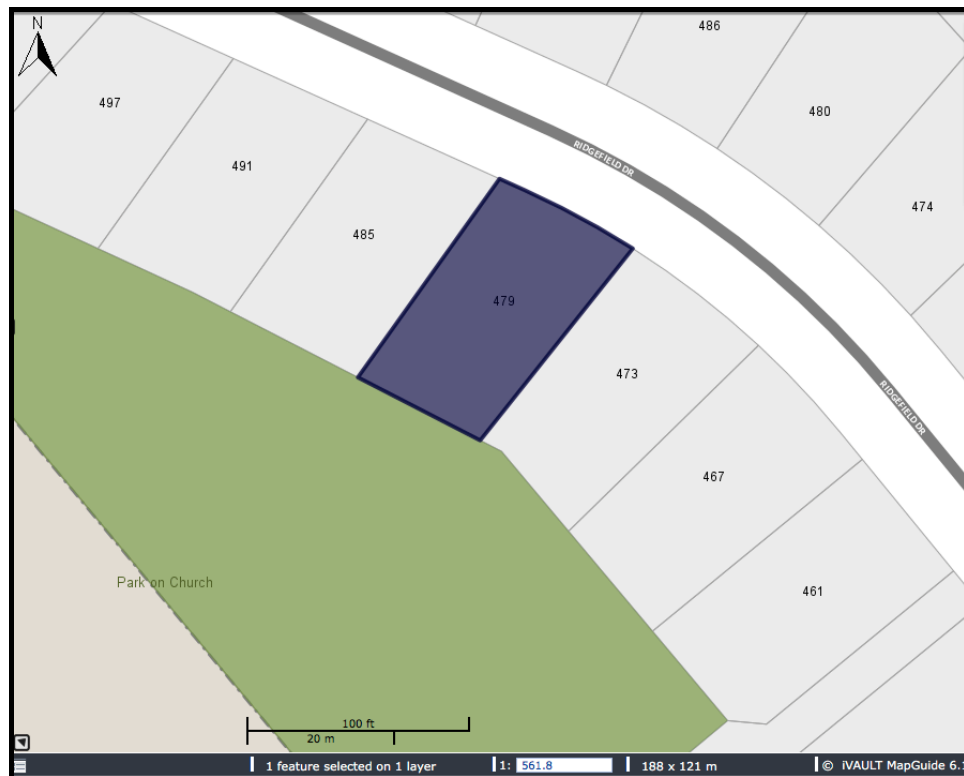 N
486
497
480
RIDGEFIELD DR
491
474
485
479
473
RIDGEFIELD DR
467
Park on Church
461
100 ft
20 m
1 feature selected on 1 layer
1: 561.8
188 x 121 m
© iVAULT MapGuide 6.